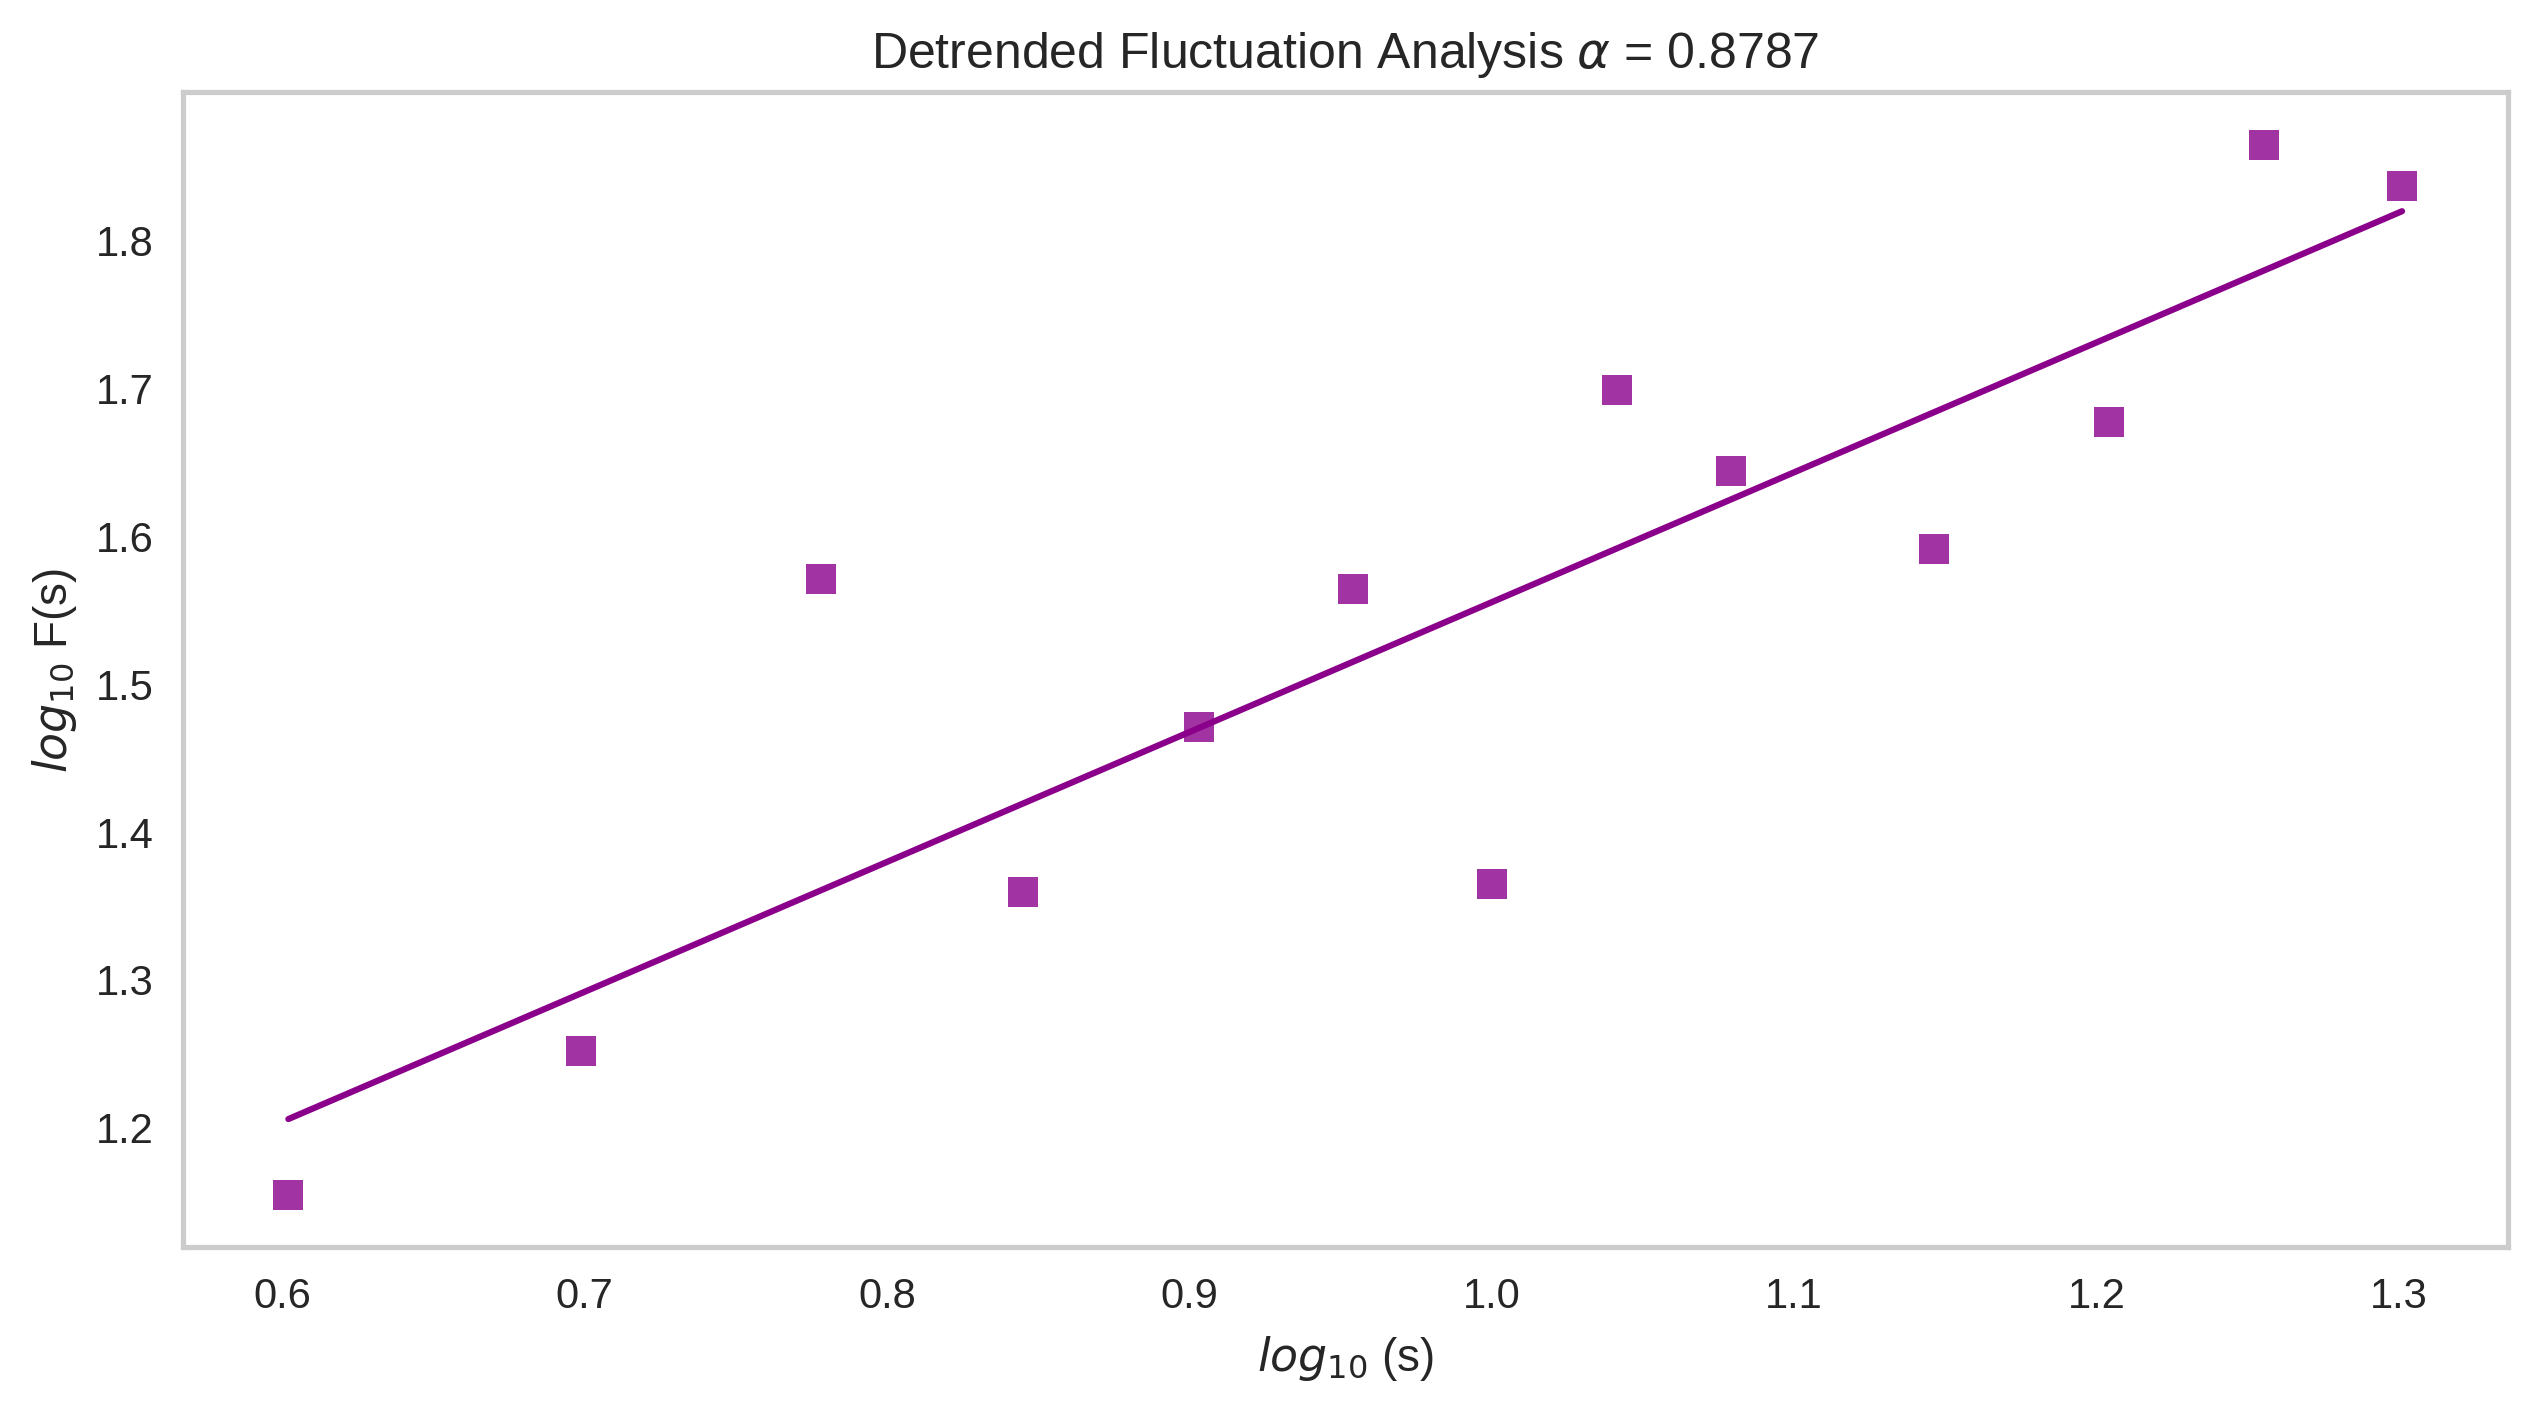 Detrended Fluctuation Analysis α = 0.8787
log₁₀ F(s)
1.8
1.7
1.6
1.5
1.4
1.3
1.2
0.6 0.7 0.8 0.9 1.0 1.1 1.2 1.3
log₁₀ (s)